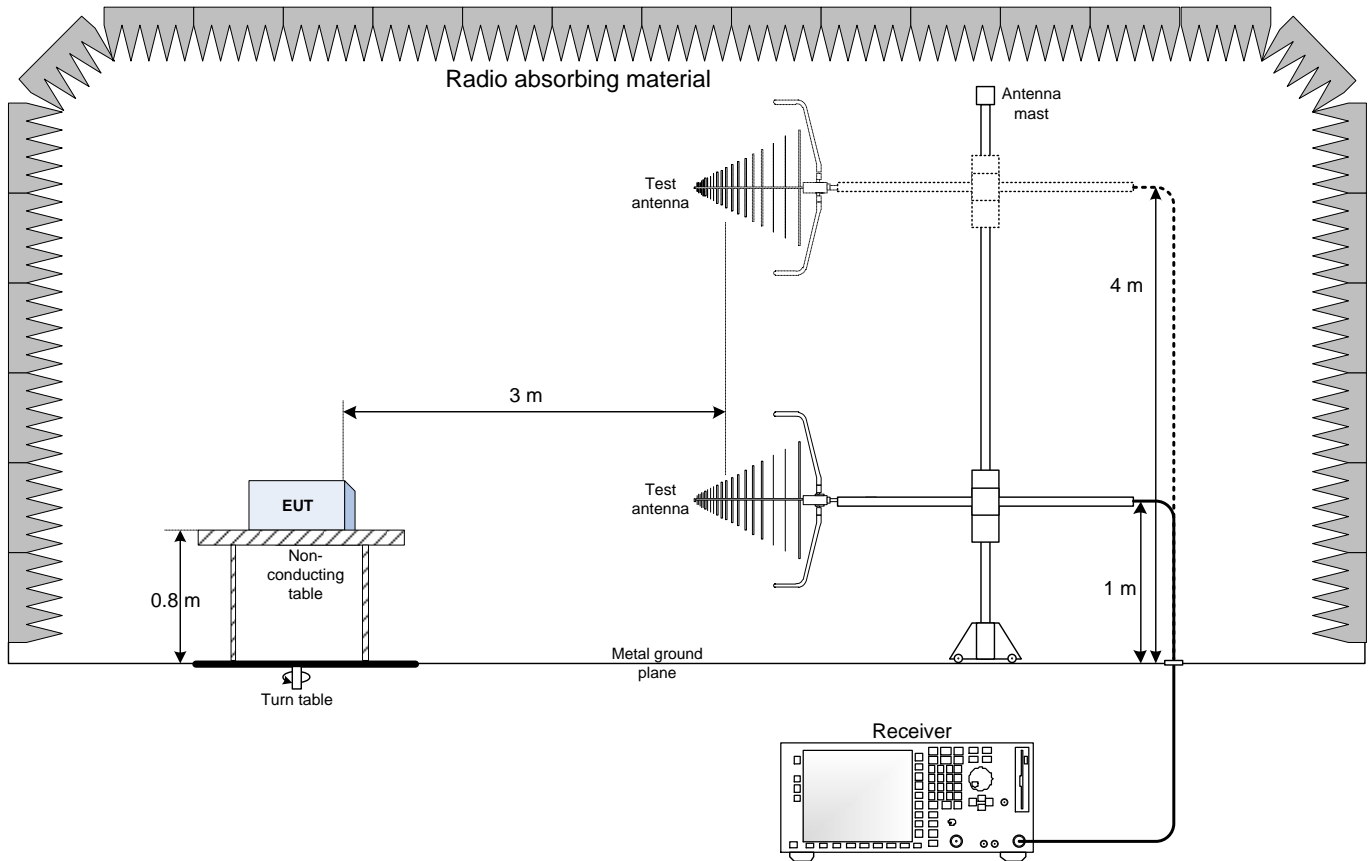 Radio absorbing material
Antenna
mast
Test
antenna
4 m
3 m
Test
antenna
EUT
Non-
conducting
table
0.8 m
1 m
Metal ground
plane
Turn table
Receiver